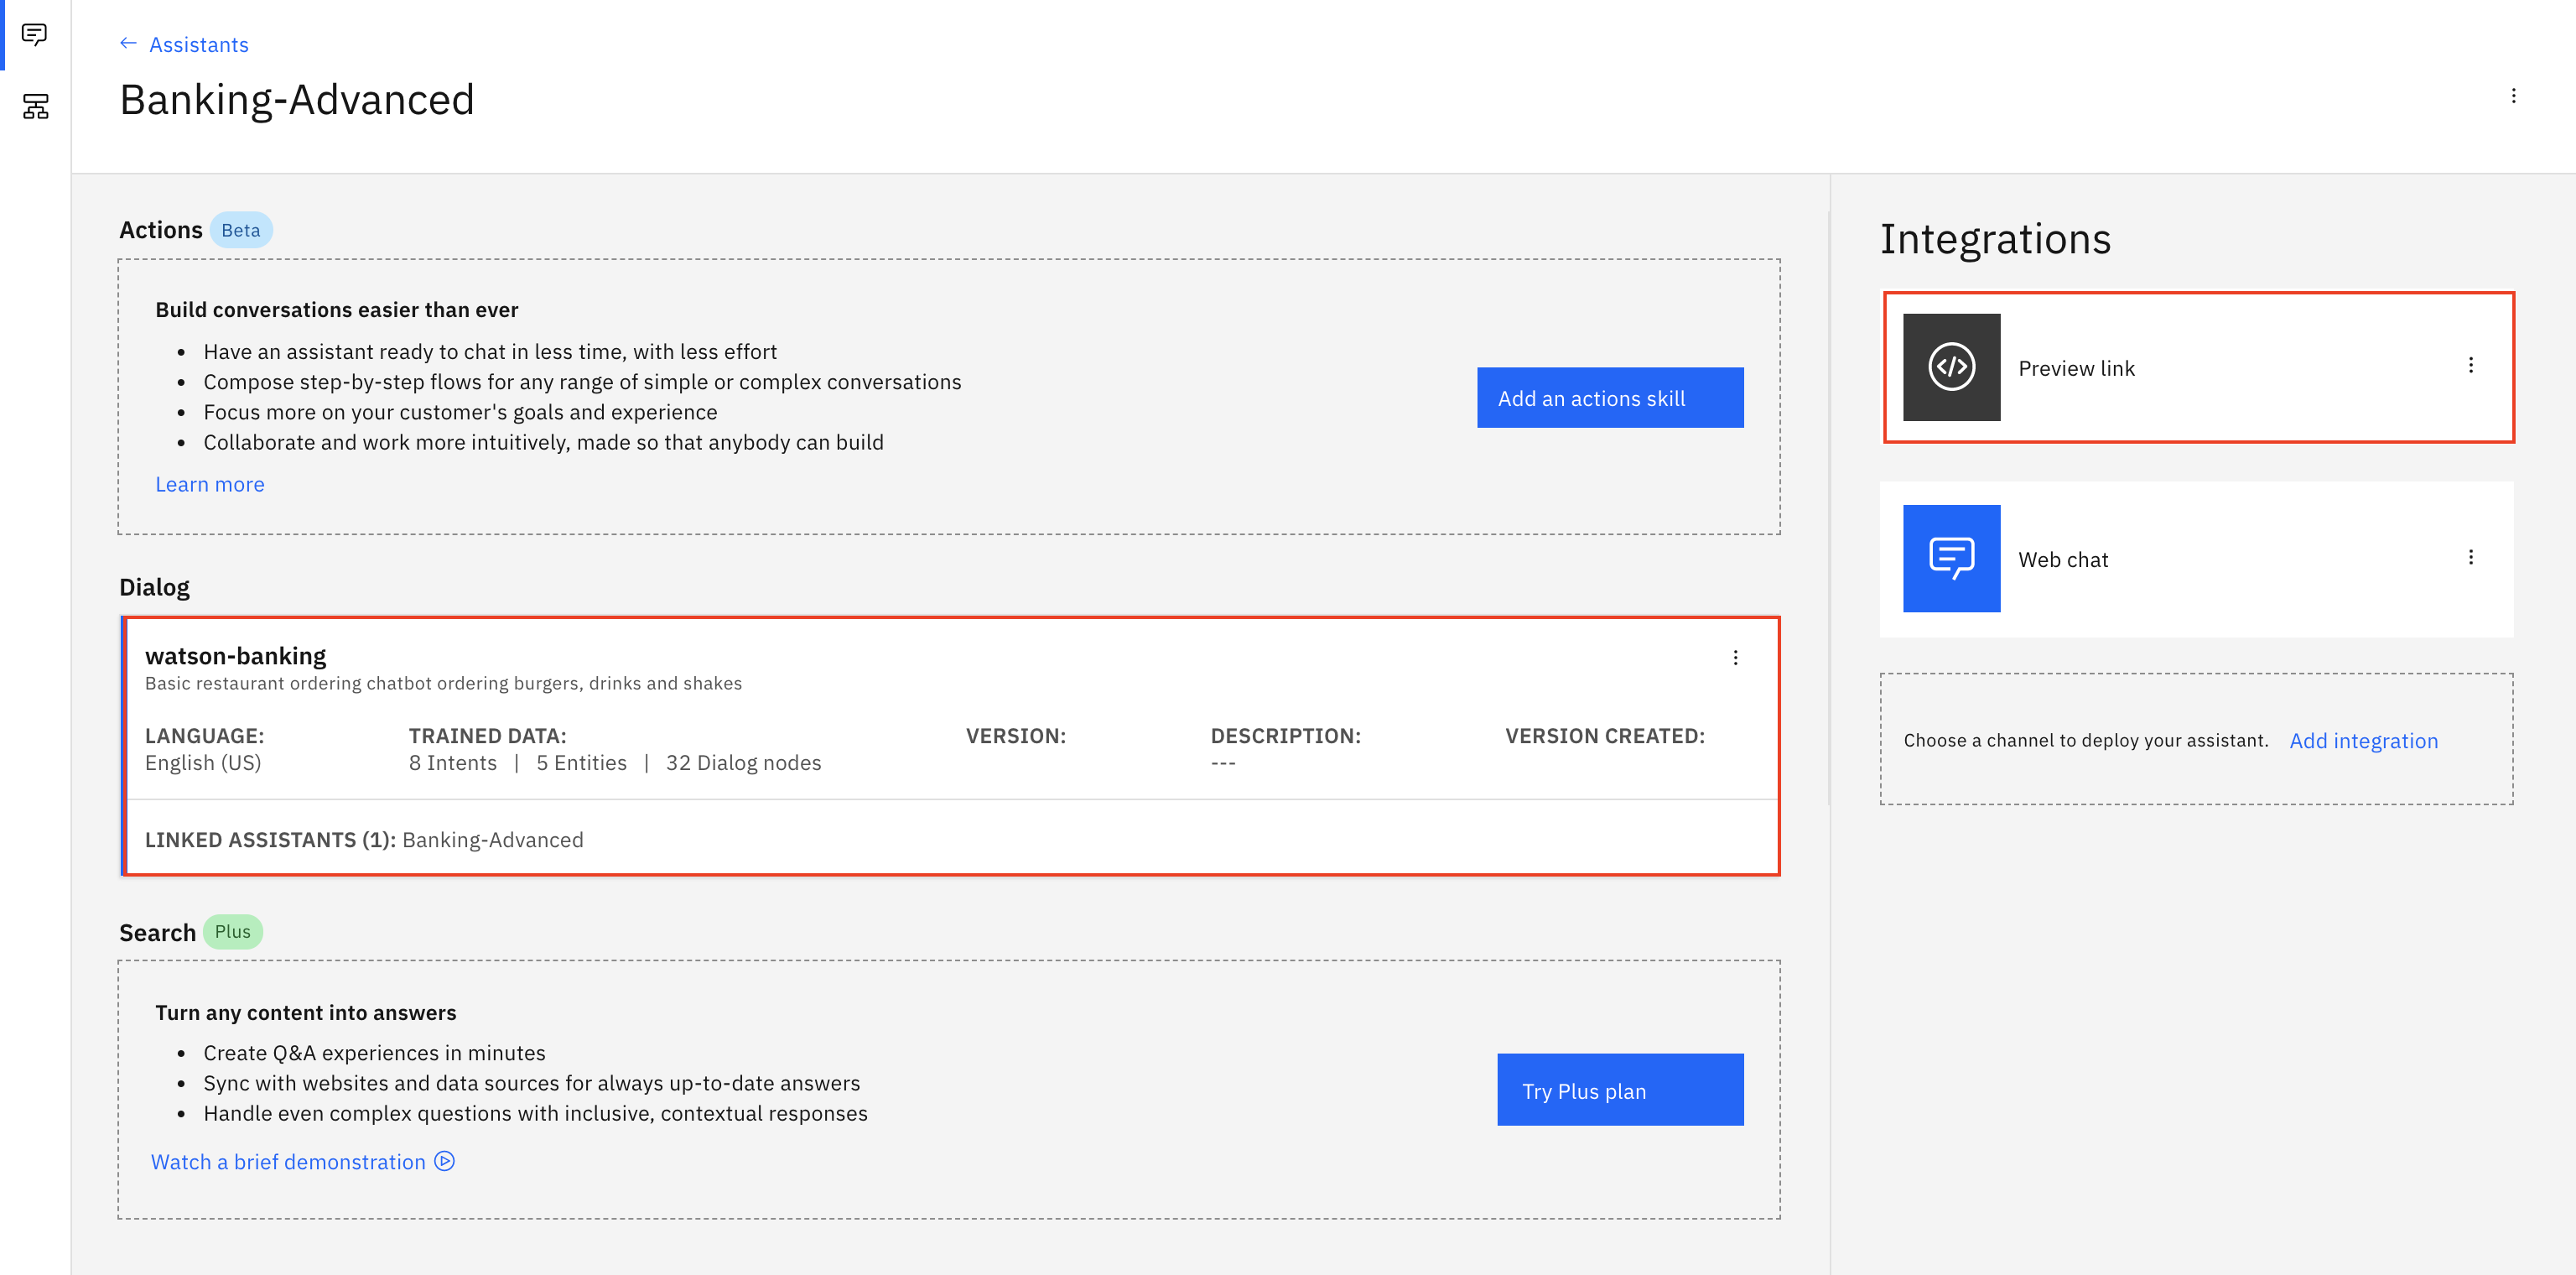 Assistants
Banking-Advanced
Actions Beta
Build conversations easier than ever
Have an assistant ready to chat in less time, with less effort
Compose step-by-step flows for any range of simple or complex conversations
Focus more on your customer's goals and experience
Collaborate and work more intuitively, made so that anybody can build
Learn more
Add an actions skill
Dialog
watson-banking
Basic restaurant ordering chatbot ordering burgers, drinks and shakes
LANGUAGE: TRAINED DATA: VERSION: DESCRIPTION: VERSION CREATED:
English (US) 8 Intents | 5 Entities | 32 Dialog nodes ---
LINKED ASSISTANTS (1): Banking-Advanced
Search Plus
Turn any content into answers
Create Q&A experiences in minutes
Sync with websites and data sources for always up-to-date answers
Handle even complex questions with inclusive, contextual responses
Watch a brief demonstration
Try Plus plan
Integrations
Preview link
Web chat
Choose a channel to deploy your assistant. Add integration